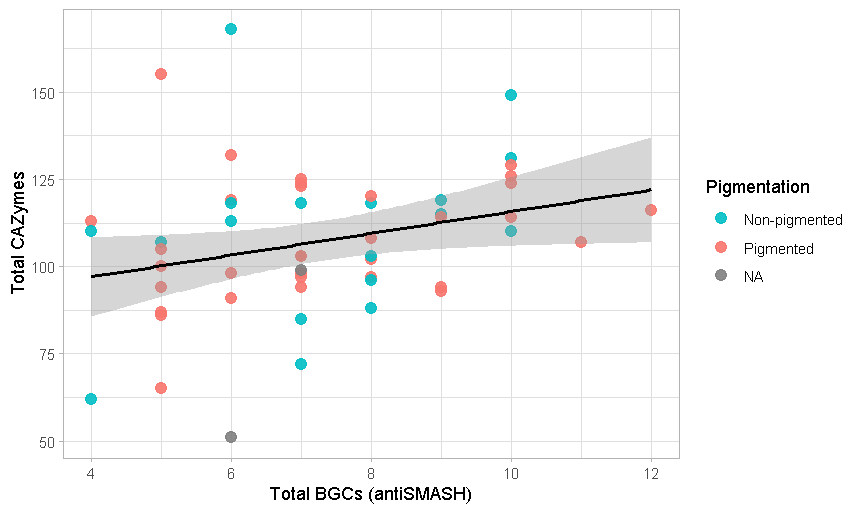 150
125
100
75
50
Total CAZymes
4 6 8 10 12
Total BGCs (antiSMASH)
Pigmentation
Non-pigmented
Pigmented
NA